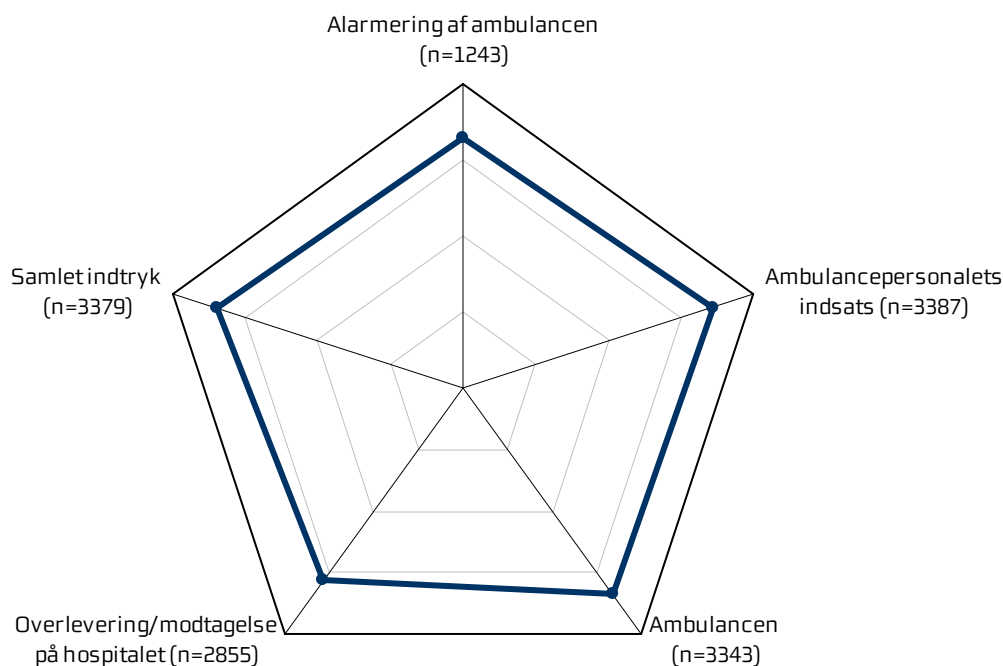 Alarmering af ambulancen
(n=1243)
Samlet indtryk
(n=3379)
Ambulancepersonalets
indsats (n=3387)
Overlevering/modtagelse
på hospitalet (n=2855)
Ambulancen
(n=3343)